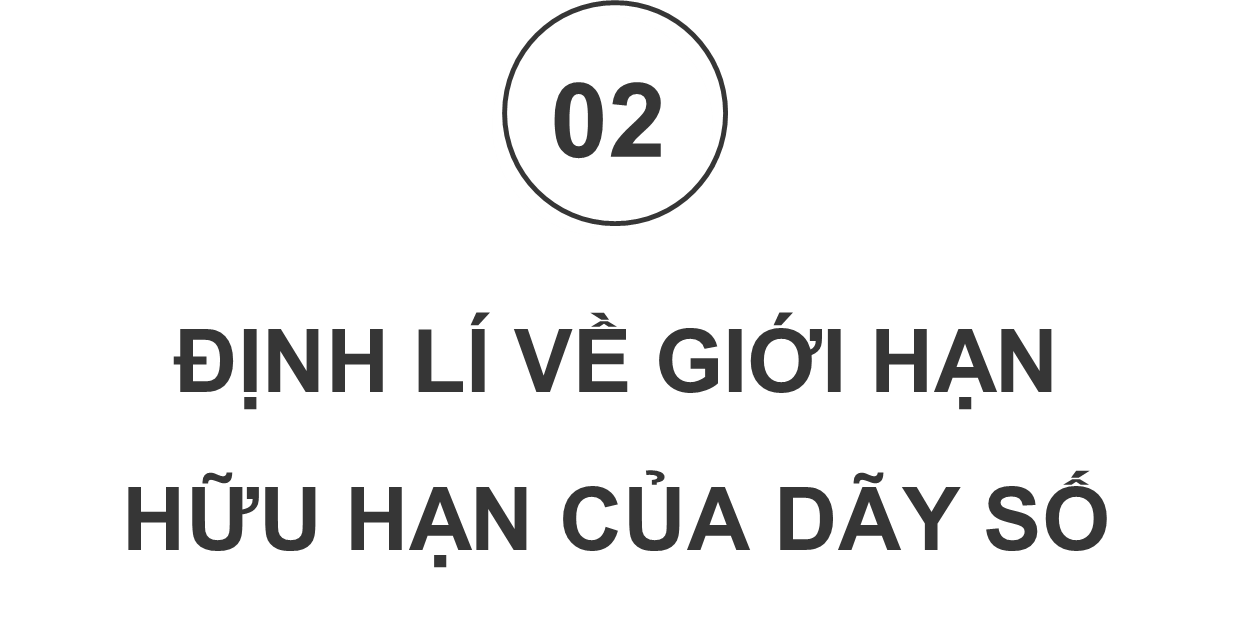 02
ĐỊNH LÍ VỀ GIỚI HẠN
HỮU HẠN CỦA DÃY SỐ